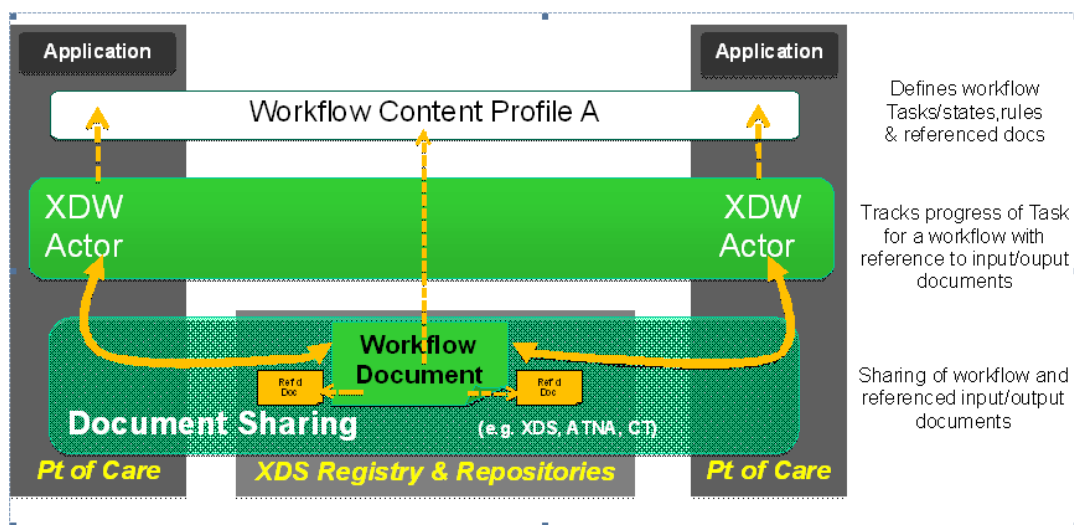 Application
Application
Workflow Content Profile A
Defines workflow
Tasks/states,rules
& referenced docs
XDW
Actor
XDW
Actor
Tracks progress of Task
for a workflow with
reference to input/ouput
documents
Workflow
Document
Ref'd
Doc
Ref'd
Doc
Document Sharing
(e.g. XDS, ATNA, CT)
Sharing of workflow and
referenced input/output
documents
Pt of Care
XDS Registry & Repositories
Pt of Care